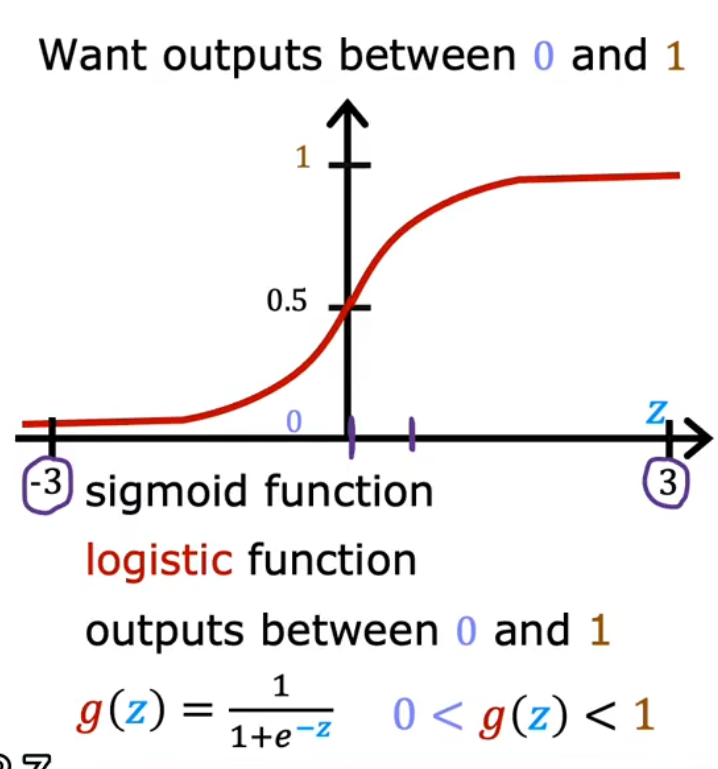 Want outputs between 0 and 1
1
0.5
0
z
-3
3
sigmoid function
logistic function
outputs between 0 and 1
g(z) = 1/(1+e^{-z})   0 < g(z) < 1